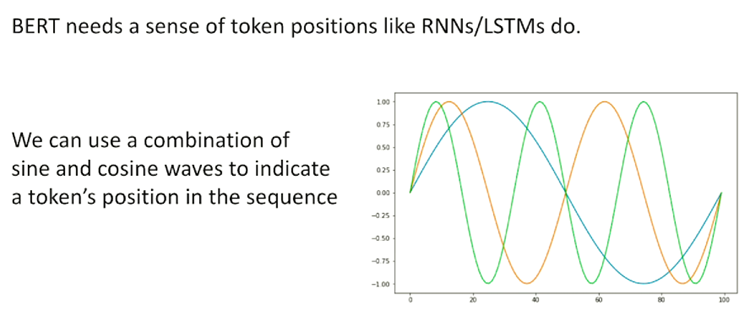 BERT needs a sense of token positions like RNNs/LSTMs do.
We can use a combination of
sine and cosine waves to indicate
a token's position in the sequence
1.00
0.75
0.50
0.25
0.00
−0.25
−0.50
−0.75
−1.00
0 20 40 60 80 100